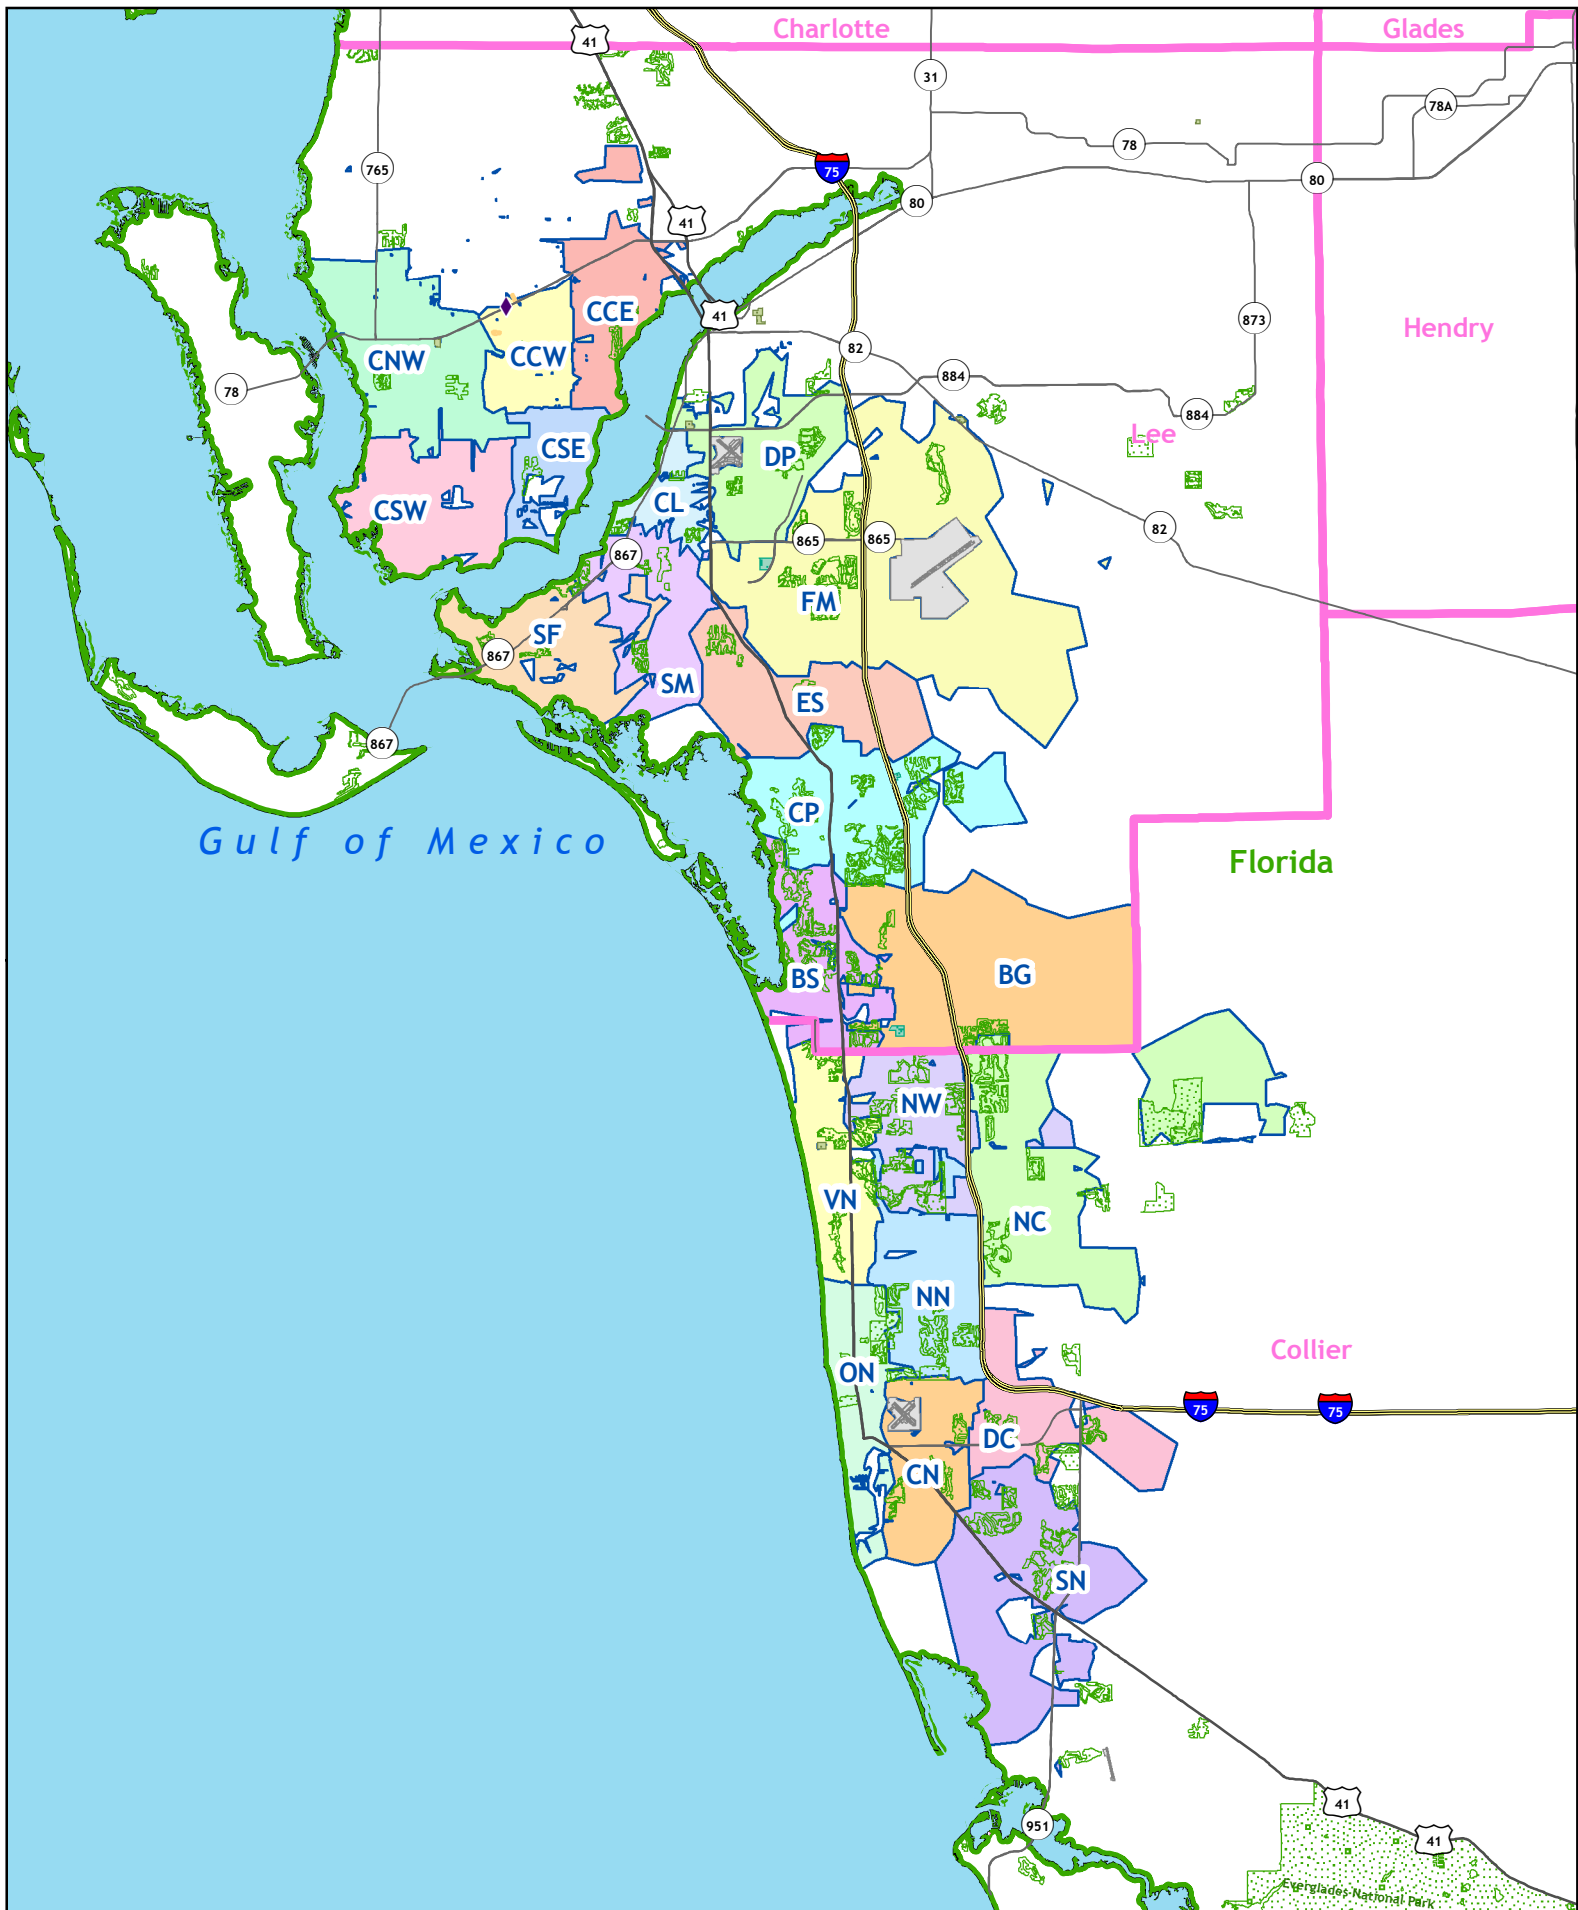 Charlotte
Glades
41
31
78A
78
765
75
80
80
41
873
CCE
41
Hendry
82
CNW
CCW
884
78
884
Lee
CSE
DP
CL
CSW
82
865
865
867
FM
SF
867
SM
ES
867
CP
Gulf of Mexico
Florida
BG
BS
NW
VN
NC
NN
Collier
ON
75
75
DC
CN
SN
41
951
41
Everglades National Park